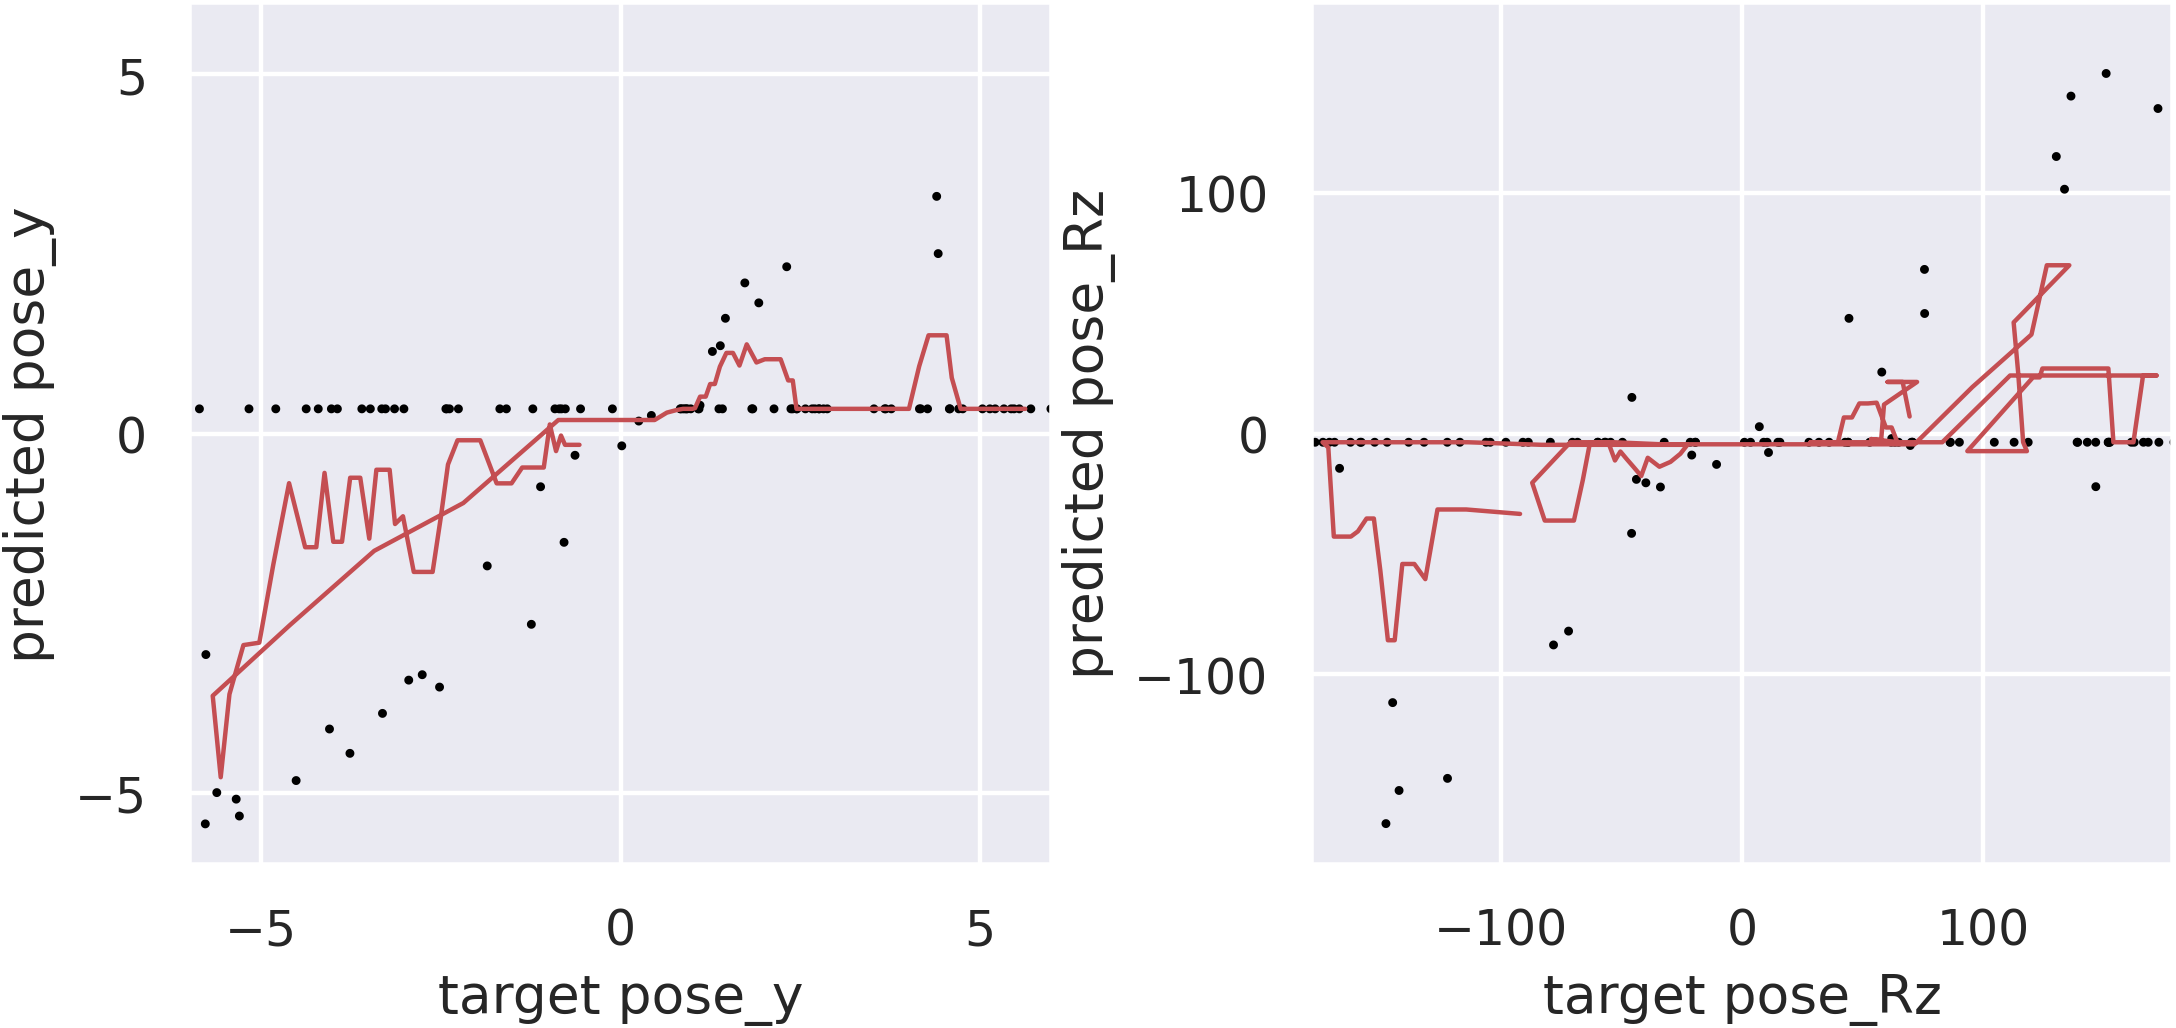 predicted pose_y
5
0
−5
−5 0 5
target pose_y
predicted pose_Rz
100
0
−100
−100 0 100
target pose_Rz